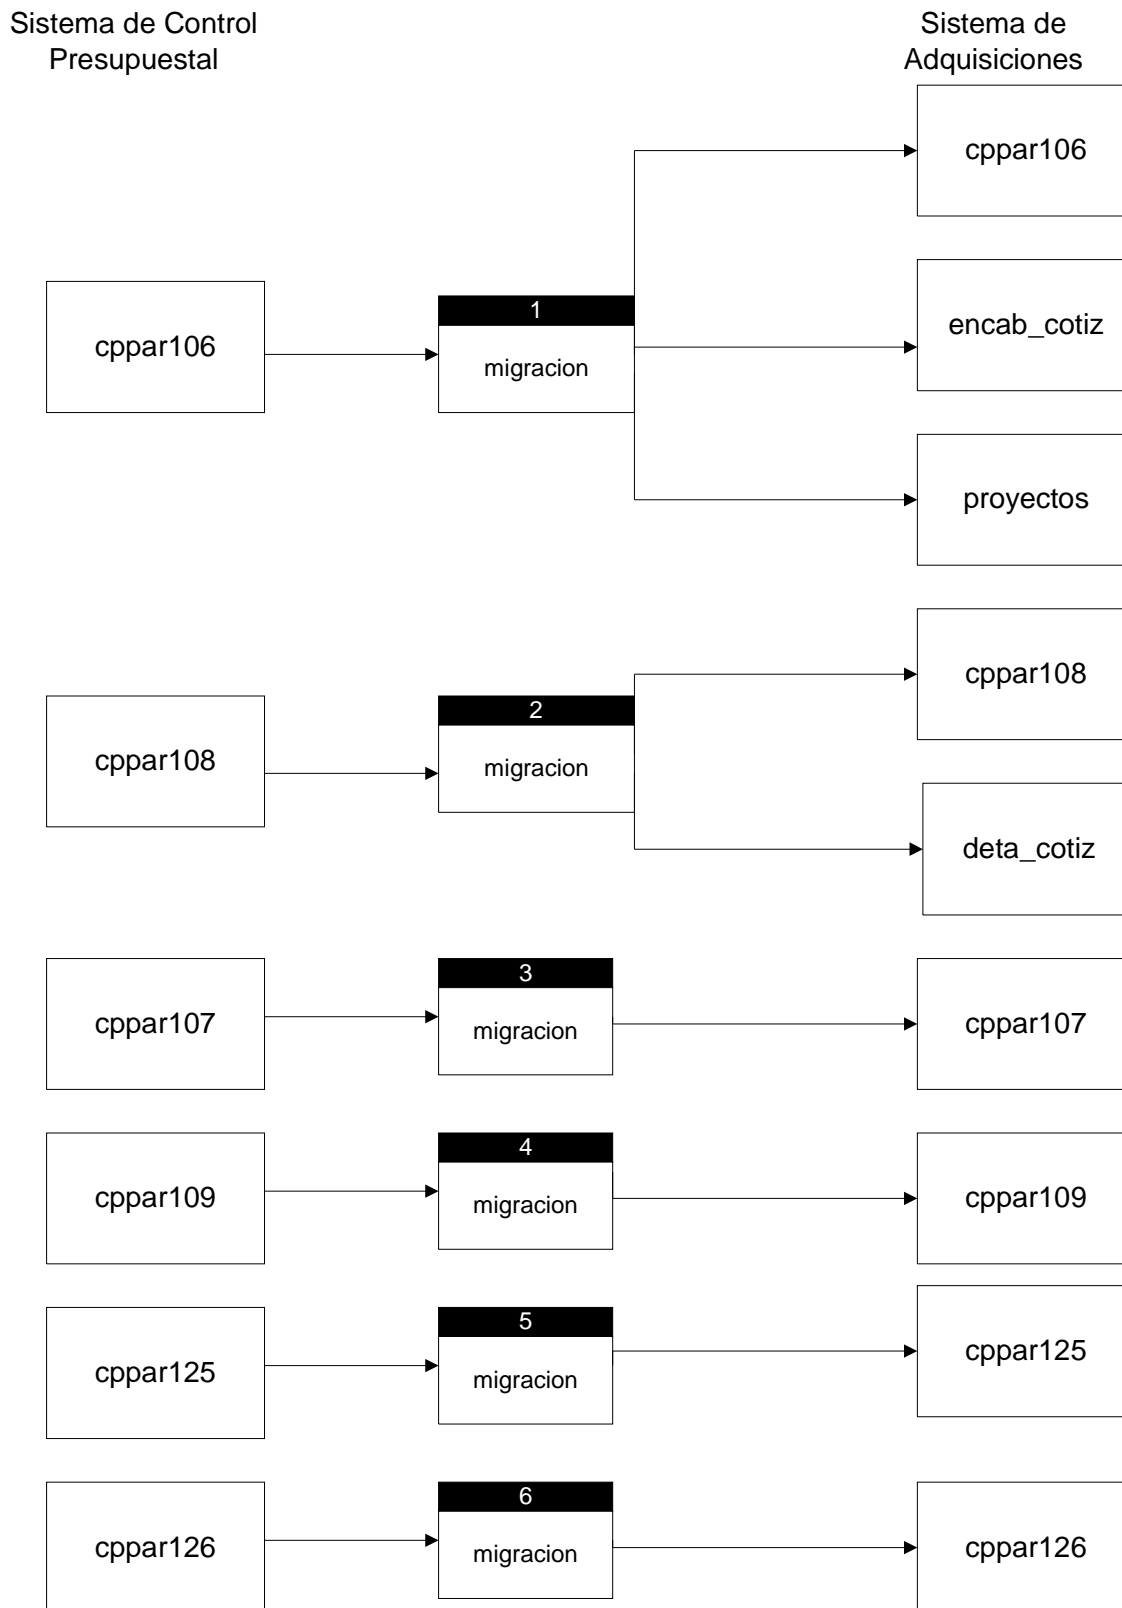 Sistema de Control
Presupuestal
Sistema de
Adquisiciones
cppar106
1
migracion
cppar106
encab_cotiz
proyectos
cppar108
2
migracion
cppar108
deta_cotiz
cppar107
3
migracion
cppar107
cppar109
4
migracion
cppar109
cppar125
5
migracion
cppar125
cppar126
6
migracion
cppar126